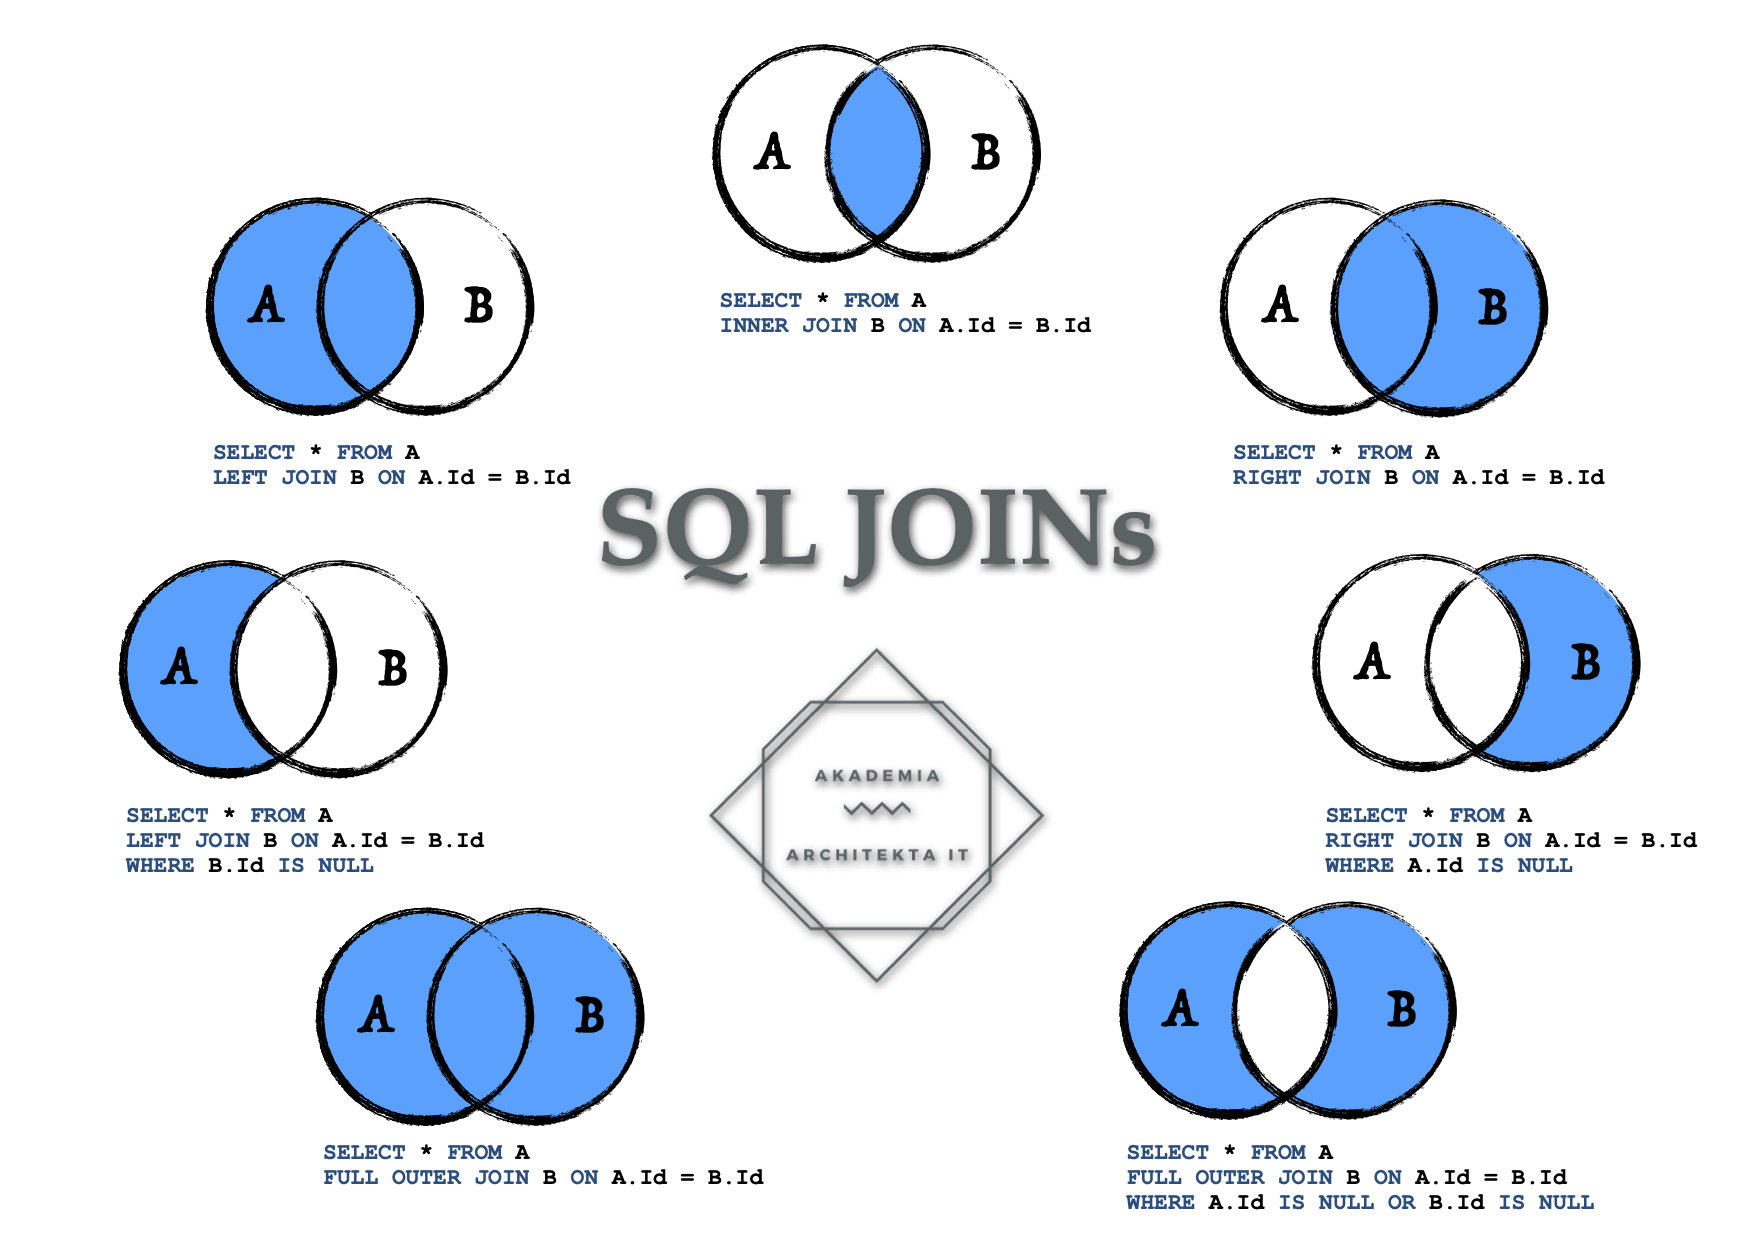 A B
SELECT * FROM A
INNER JOIN B ON A.Id = B.Id
A B
SELECT * FROM A
LEFT JOIN B ON A.Id = B.Id
A B
SELECT * FROM A
RIGHT JOIN B ON A.Id = B.Id
SQL JOINs
A B
SELECT * FROM A
LEFT JOIN B ON A.Id = B.Id
WHERE B.Id IS NULL
AKADEMIA
ARCHITEKTA IT
A B
SELECT * FROM A
RIGHT JOIN B ON A.Id = B.Id
WHERE A.Id IS NULL
A B
SELECT * FROM A
FULL OUTER JOIN B ON A.Id = B.Id
A B
SELECT * FROM A
FULL OUTER JOIN B ON A.Id = B.Id
WHERE A.Id IS NULL OR B.Id IS NULL